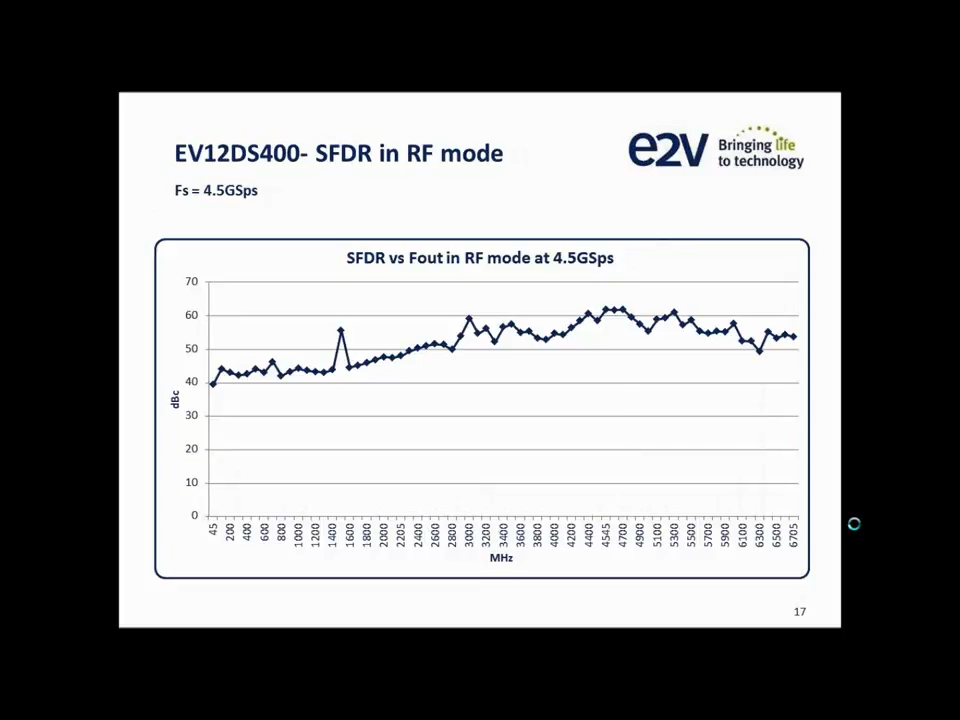 EV12DS400- SFDR in RF mode
e2v Bringing life
to technology
Fs = 4.5GSps
SFDR vs Fout in RF mode at 4.5GSps
70
60
50
40
30
20
10
0
dBc
45 200 400 600 800 1000 1200 1400 1600 1800 2000 2205 2400 2600 2800 3000 3200 3400 3600 3800 4000 4200 4400 4545 4700 4900 5100 5300 5500 5700 5900 6100 6300 6500 6705
MHz
17